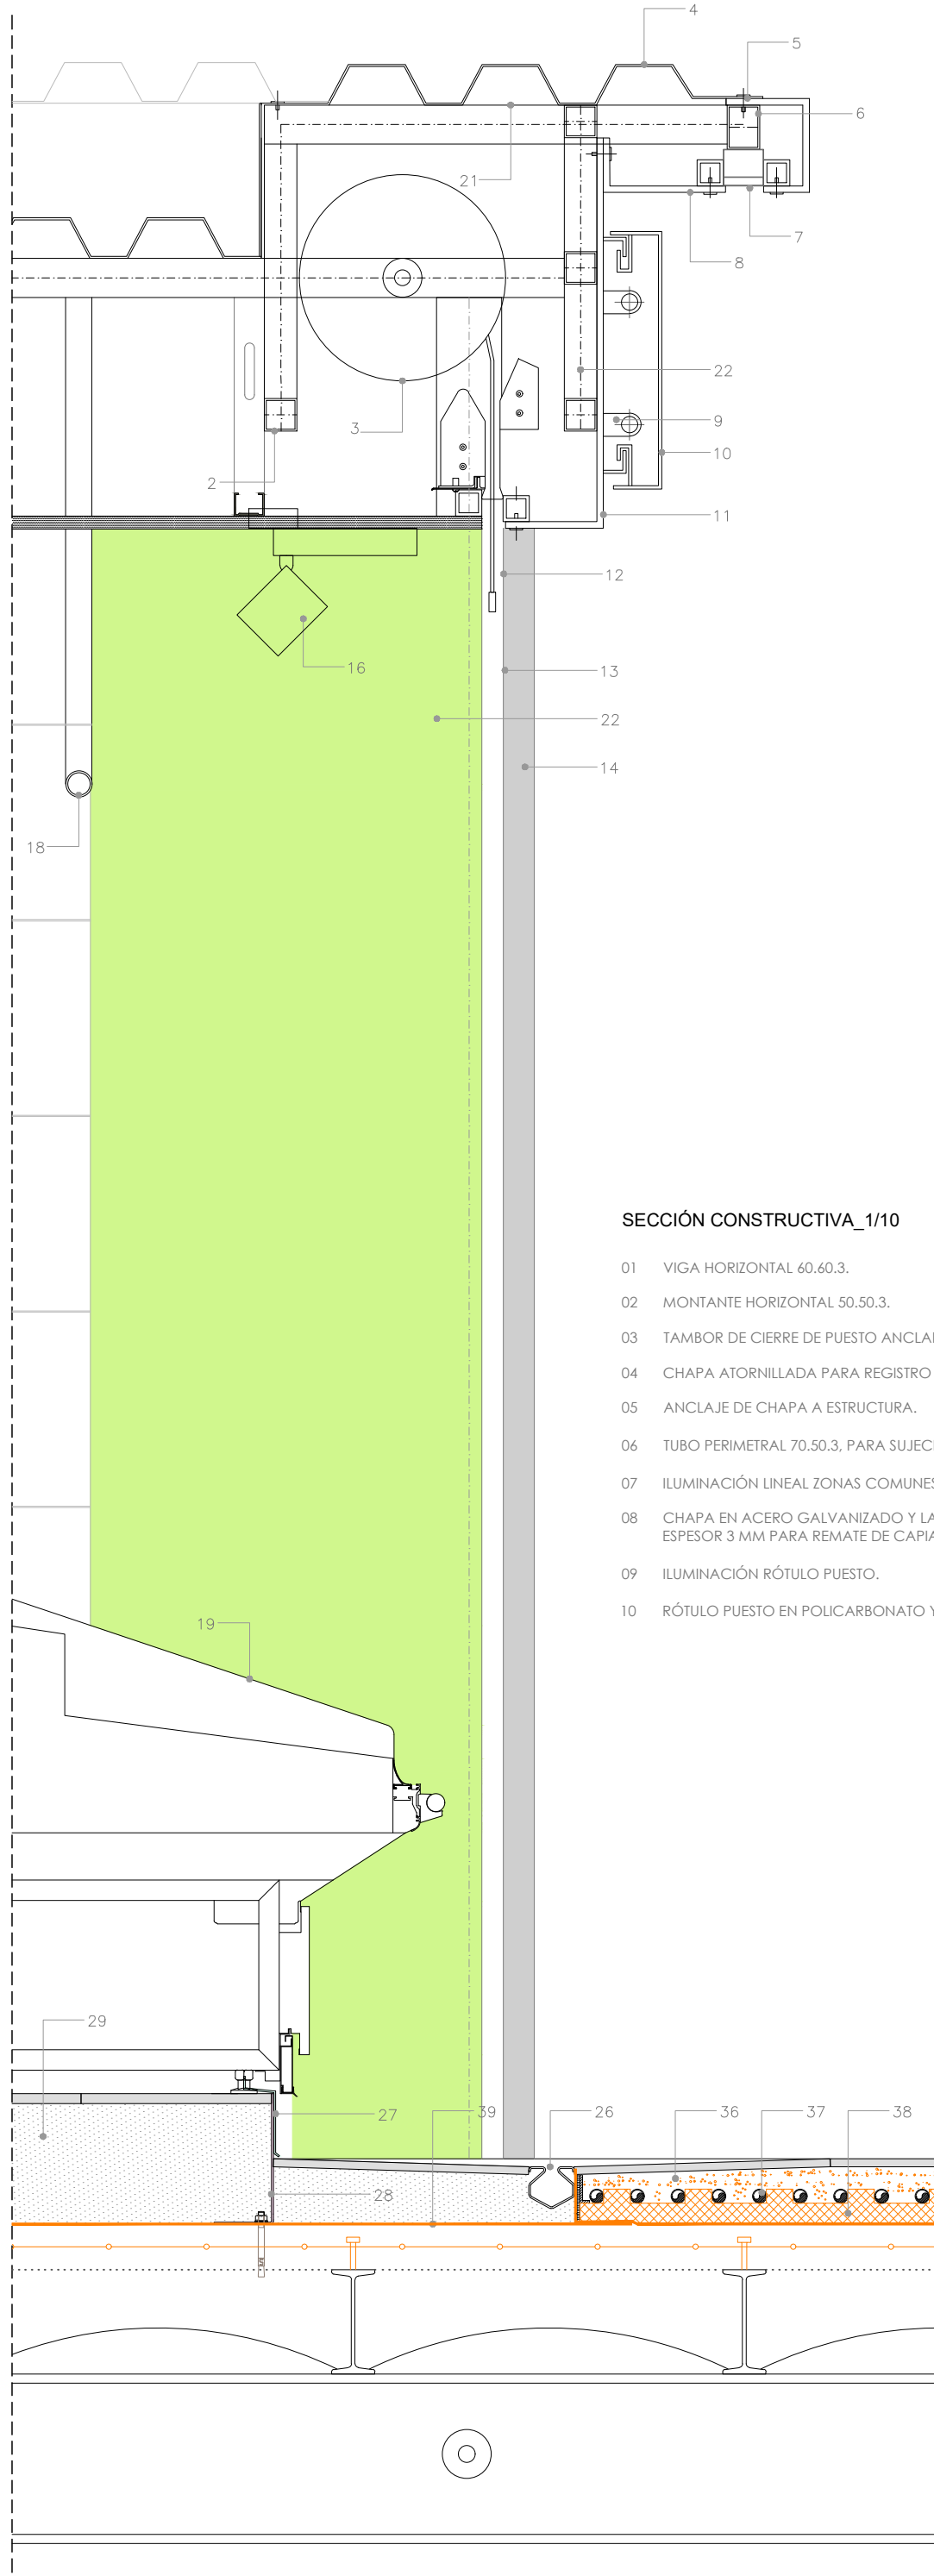 4
5
6
21
7
8
22
3
9
10
2
11
12
16
13
22
14
18
SECCIÓN CONSTRUCTIVA_1/10
01 VIGA HORIZONTAL 60.60.3.
02 MONTANTE HORIZONTAL 50.50.3.
03 TAMBOR DE CIERRE DE PUESTO
04 CHAPA ATORNILLADA PARA REGISTRO
05 ANCLAJE DE CHAPA A ESTRUCTURA.
06 TUBO PERIMETRAL 70.50.3, PARA
07 ILUMINACIÓN LINEAL ZONAS COMUNES
08 CHAPA EN ACERO GALVANIZADO Y
ESPESOR 3 MM PARA REMATE DE
09 ILUMINACIÓN RÓTULO PUESTO.
10 RÓTULO PUESTO EN POLICARBONATO Y
19
29
27
39
26
36
37
38
28